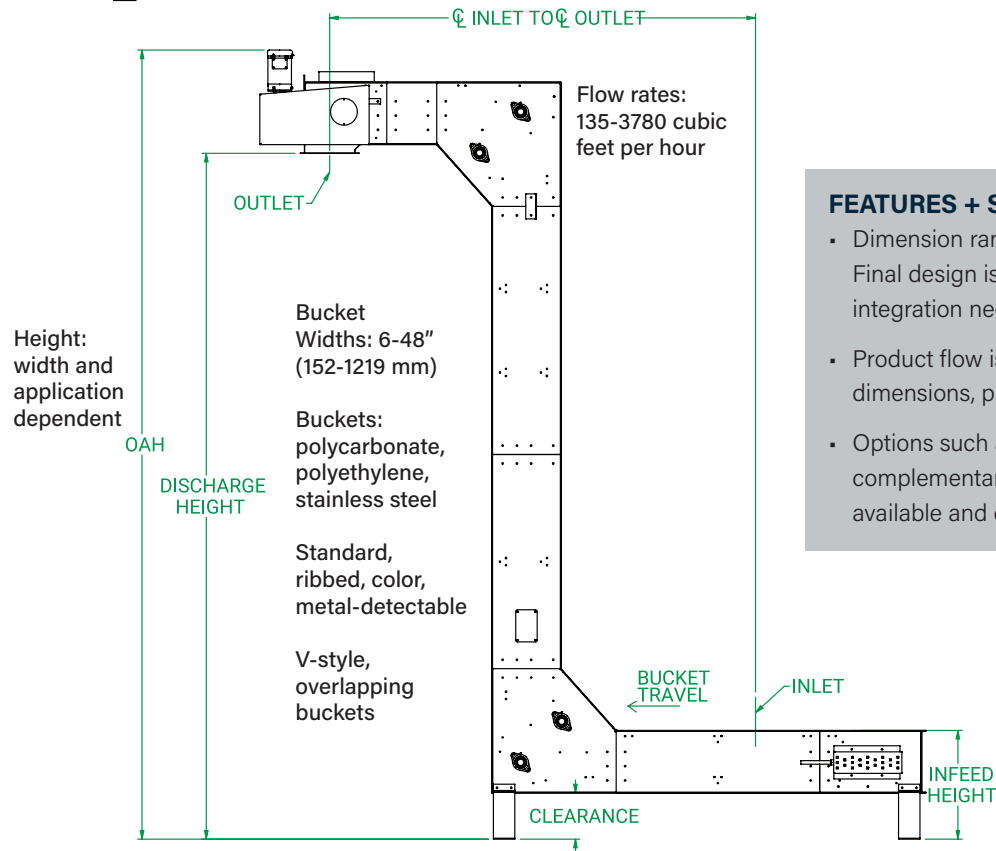 ℄ INLET TO ℄ OUTLET
Flow rates:
135-3780 cubic
feet per hour
OUTLET
FEATURES +
Dimension
Final design is
integration
Product flow is
dimensions,
Options such
complementar
available and
Height:
width and
application
dependent
OAH
DISCHARGE
HEIGHT
Bucket
Widths: 6-48”
(152-1219 mm)
Buckets:
polycarbonate,
polyethylene,
stainless steel
Standard,
ribbed, color,
metal-detectable
V-style,
overlapping
buckets
BUCKET
TRAVEL
INLET
INFEED
HEIGHT
CLEARANCE